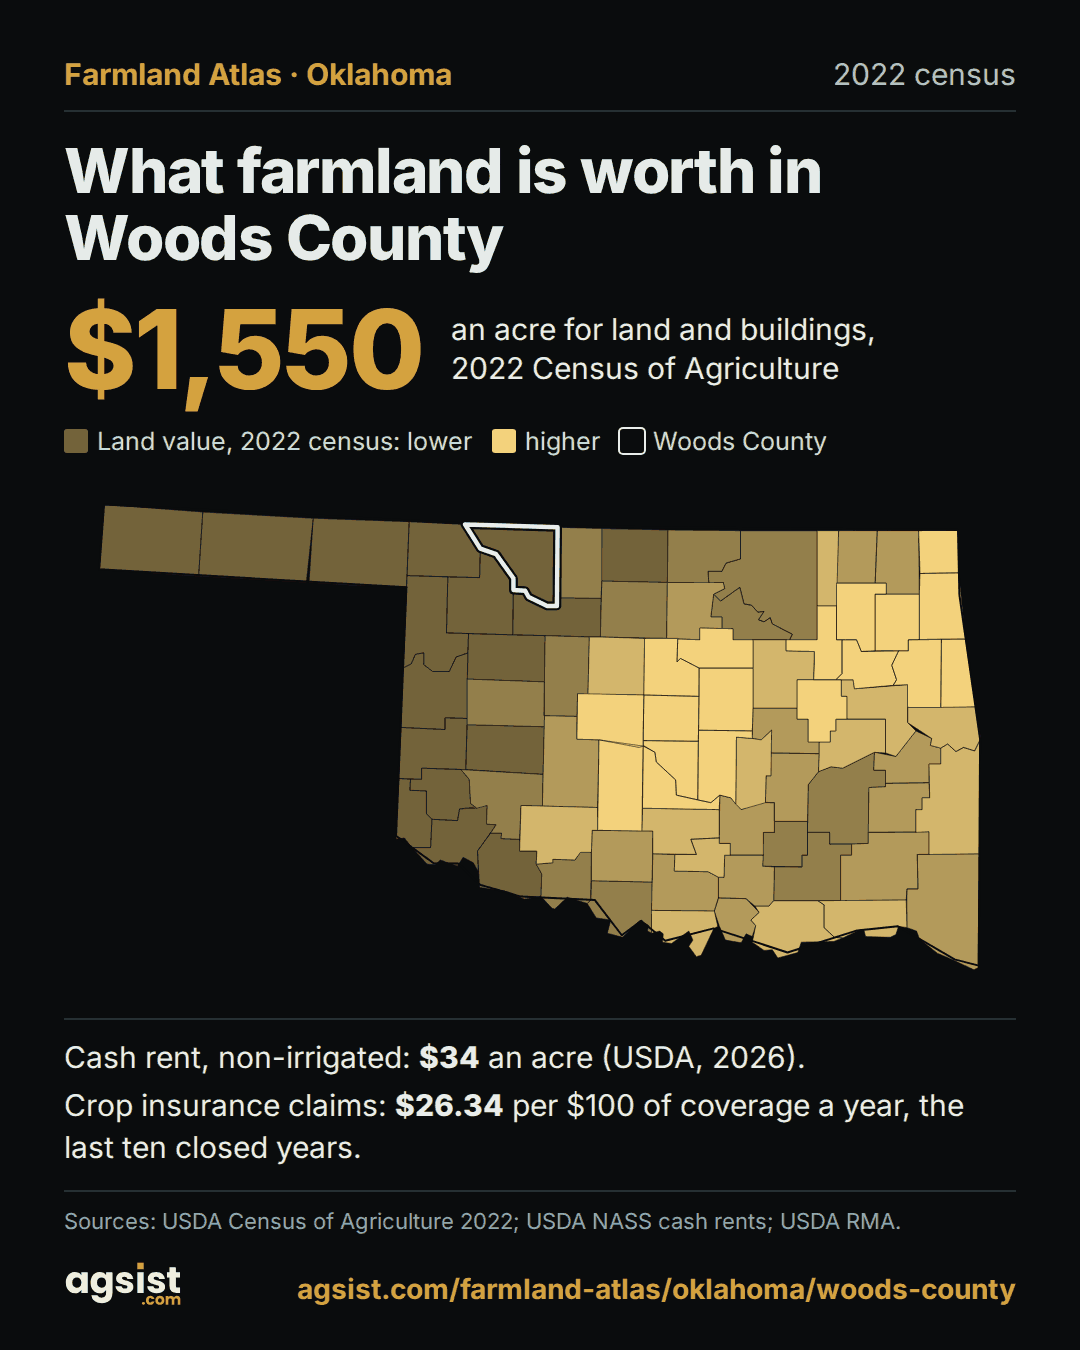 Farmland Atlas · Oklahoma
2022 census
What farmland is worth in
Woods County
$1,550
an acre for land and buildings,
2022 Census of Agriculture
Land value, 2022 census: lower
higher
Woods County
Cash rent, non-irrigated: $34 an acre (USDA, 2026).
Crop insurance claims: $26.34 per $100 of coverage a year, the
last ten closed years.
Sources: USDA Census of Agriculture 2022; USDA NASS cash rents; USDA RMA.
agsist
.com
agsist.com/farmland-atlas/oklahoma/woods-county